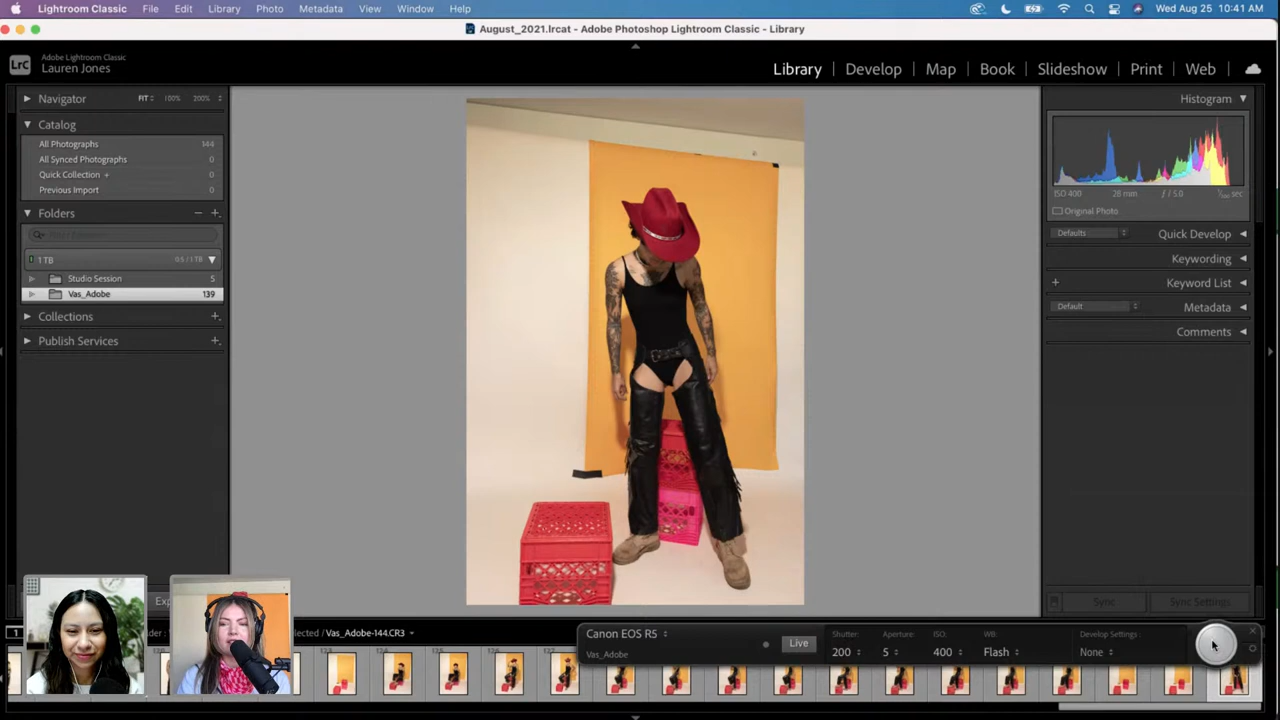 Lightroom Classic File Edit Library Photo Metadata View Window Help Wed Aug 25 10:41 AM
August_2021.lrcat - Adobe Photoshop Lightroom Classic - Library
LrC
Adobe Lightroom Classic
Lauren Jones
Library | Develop | Map | Book | Slideshow | Print | Web
Navigator FIT 100% 200%
Catalog
All Photographs 144
All Synced Photographs 0
Quick Collection + 0
Previous Import 0
Folders
1 TB
Studio Session 5
Vas_Adobe 139
Collections
Publish Services
Histogram
ISO 400 28 mm f / 5.0 sec
Original Photo
Defaults Quick Develop
Keywording
Keyword List
Default Metadata
Comments
Sync Sync Settings
Vas_Adobe-144.CR3
Canon EOS R5
Vas_Adobe
Live
Shutter: Aperture: ISO: WB: Develop Settings:
200 5 400 Flash None